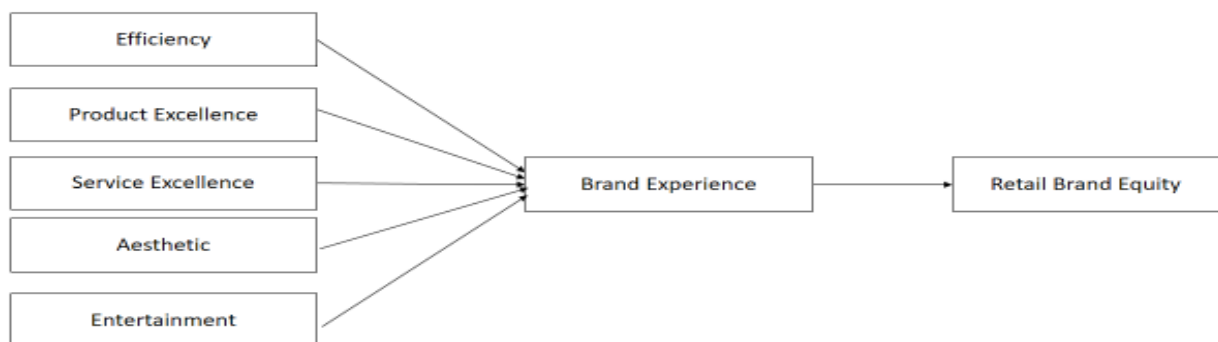 Efficiency
Product Excellence
Service Excellence
Brand Experience
Retail Brand Equity
Aesthetic
Entertainment